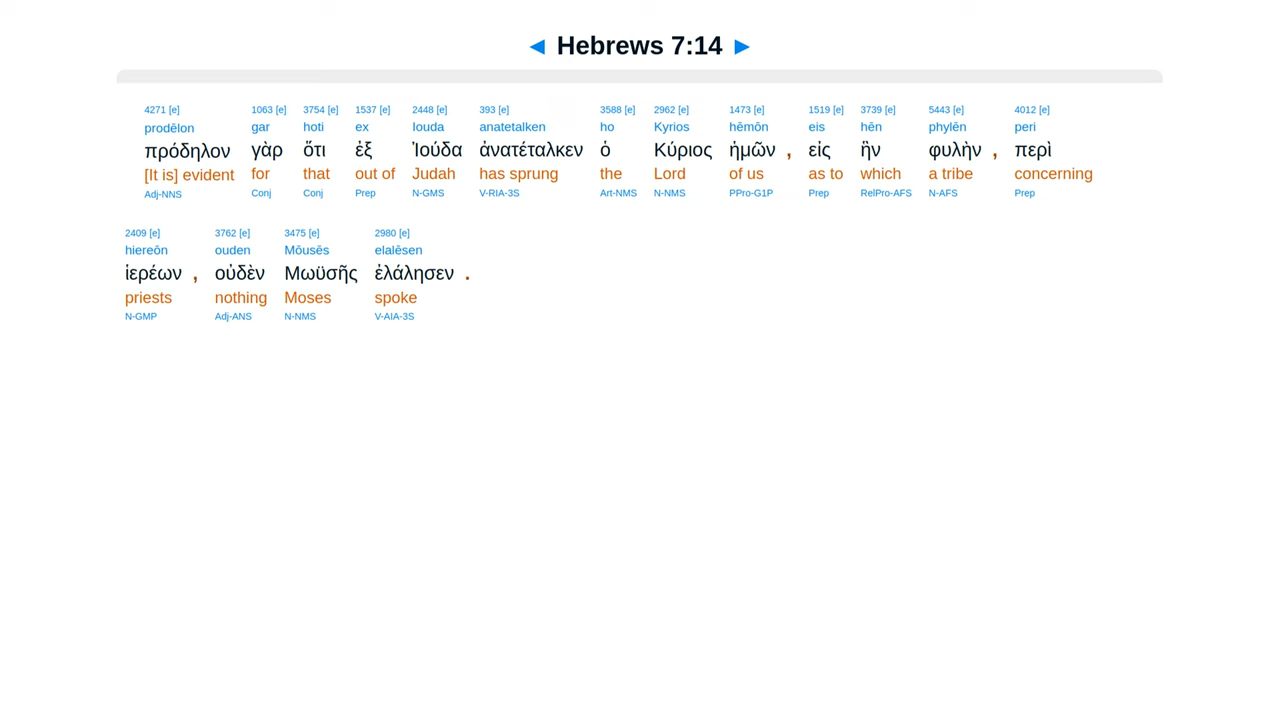 ◄ Hebrews 7:14 ►
4271 [e] 1063 [e] 3754 [e] 1537 [e] 2448 [e] 393 [e] 3588 [e] 2962 [e] 1473 [e] 1519 [e] 3739 [e] 5443 [e] 4012 [e]
prodēlon gar hoti ex Iouda anatetalken ho Kyrios hēmōn eis hēn phylēn peri
πρόδηλον γὰρ ὅτι ἐξ Ἰούδα ἀνατέταλκεν ὁ Κύριος ἡμῶν , εἰς ἣν φυλὴν , περὶ
[It is] evident for that out of Judah has sprung the Lord of us as to which a tribe concerning
Adj-NNS Conj Conj Prep N-GMS V-RIA-3S Art-NMS N-NMS PPro-G1P Prep RelPro-AFS N-AFS Prep
2409 [e] 3762 [e] 3475 [e] 2980 [e]
hiereōn ouden Mōusēs elalēsen
ἱερέων , οὐδὲν Μωϋσῆς ἐλάλησεν .
priests nothing Moses spoke
N-GMP Adj-ANS N-NMS V-AIA-3S